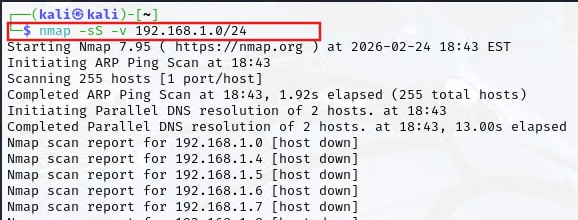 ┌──(kali㉿kali)-[~]
└─$ nmap -sS -v 192.168.1.0/24
Starting Nmap 7.95 ( https://nmap.org ) at 2026-02-24 18:43 EST
Initiating ARP Ping Scan at 18:43
Scanning 255 hosts [1 port/host]
Completed ARP Ping Scan at 18:43, 1.92s elapsed (255 total hosts)
Initiating Parallel DNS resolution of 2 hosts. at 18:43
Completed Parallel DNS resolution of 2 hosts. at 18:43, 13.00s elapsed
Nmap scan report for 192.168.1.0 [host down]
Nmap scan report for 192.168.1.4 [host down]
Nmap scan report for 192.168.1.5 [host down]
Nmap scan report for 192.168.1.6 [host down]
Nmap scan report for 192.168.1.7 [host down]